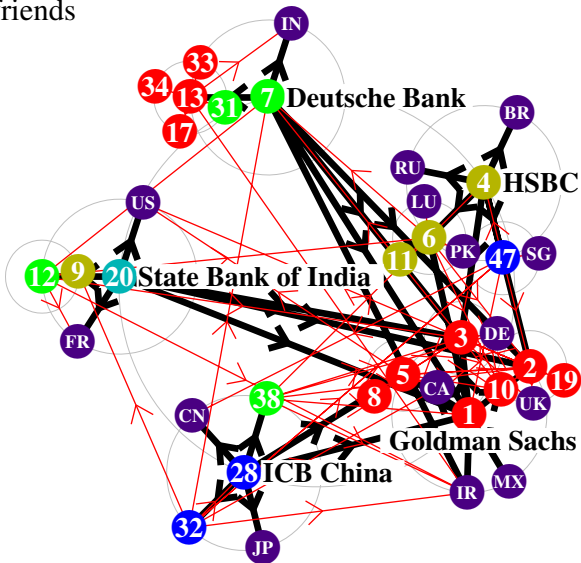 riends
IN
33
34
13
31
7
Deutsche Bank
17
BR
RU
4
HSBC
LU
US
6
PK
47
SG
11
12
9
20
State Bank of India
3
DE
FR
2
5
CA
10
19
8
38
UK
CN
1
Goldman Sachs
28
ICB China
MX
IR
32
JP